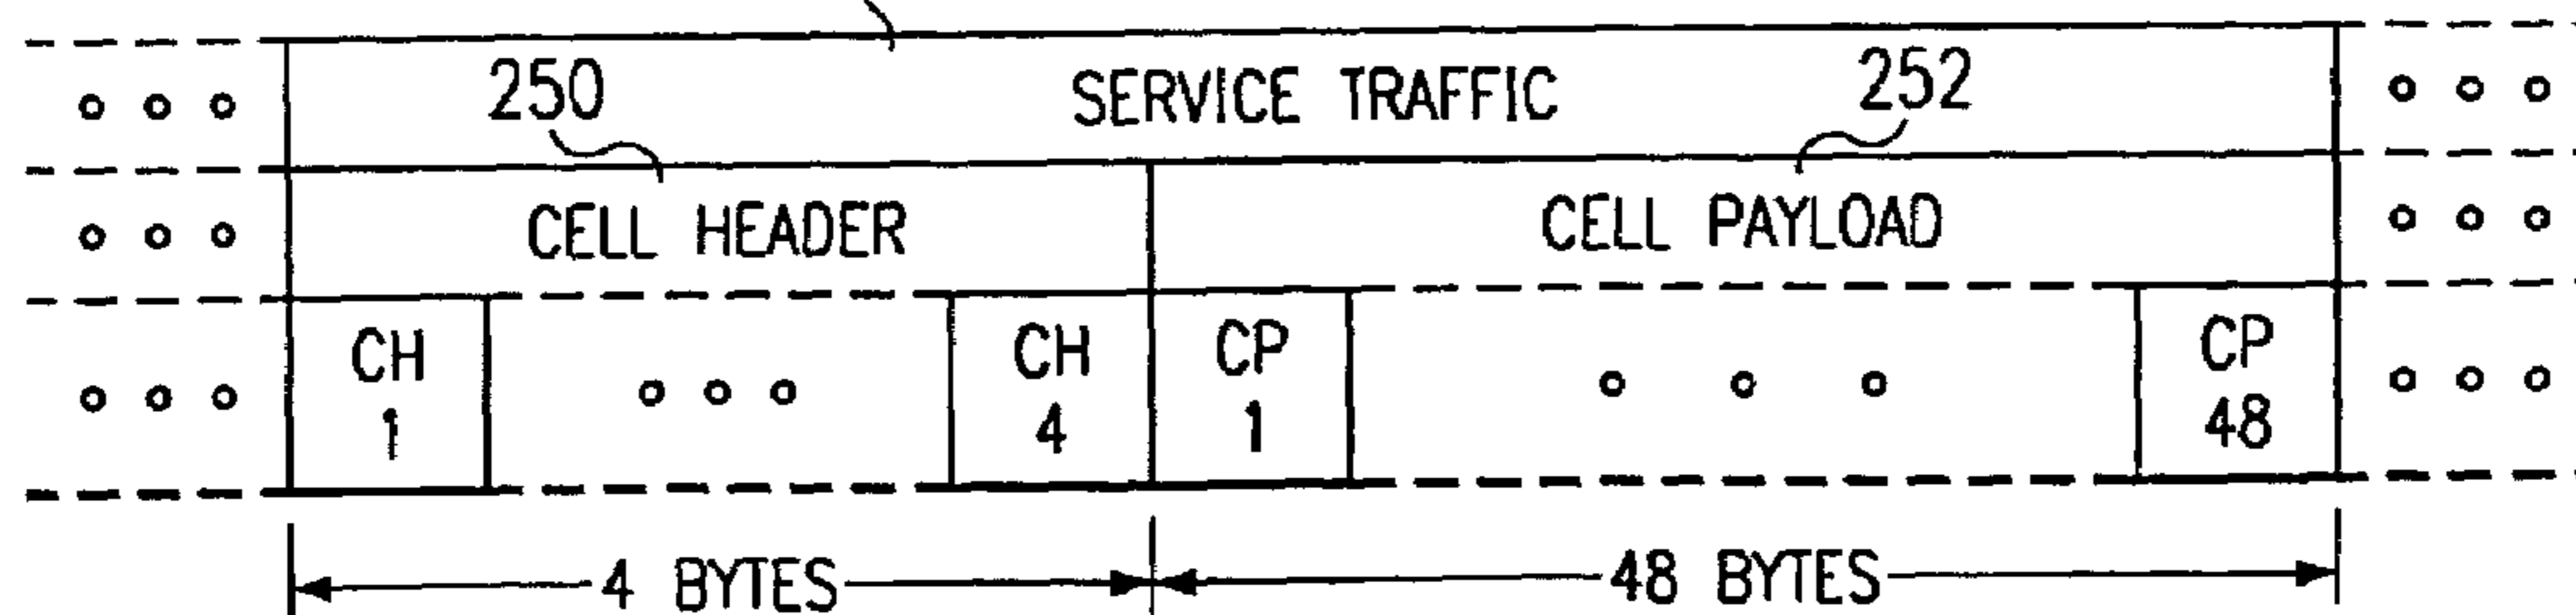 250 SERVICE TRAFFIC 252
CELL HEADER CELL PAYLOAD
CH 1 CH 4 CP 1 CP 48
4 BYTES 48 BYTES